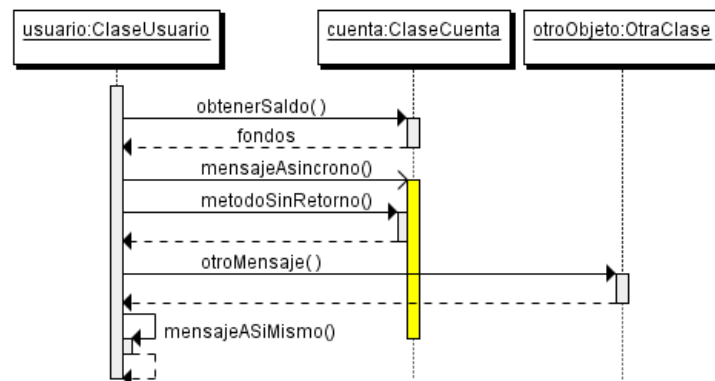 usuario:ClaseUsuario
cuenta:ClaseCuenta
otroObjeto:OtraClase
obtenerSaldo( )
fondos
mensajeAsincrono()
metodoSinRetorno()
otroMensaje( )
mensajeASiMismo()